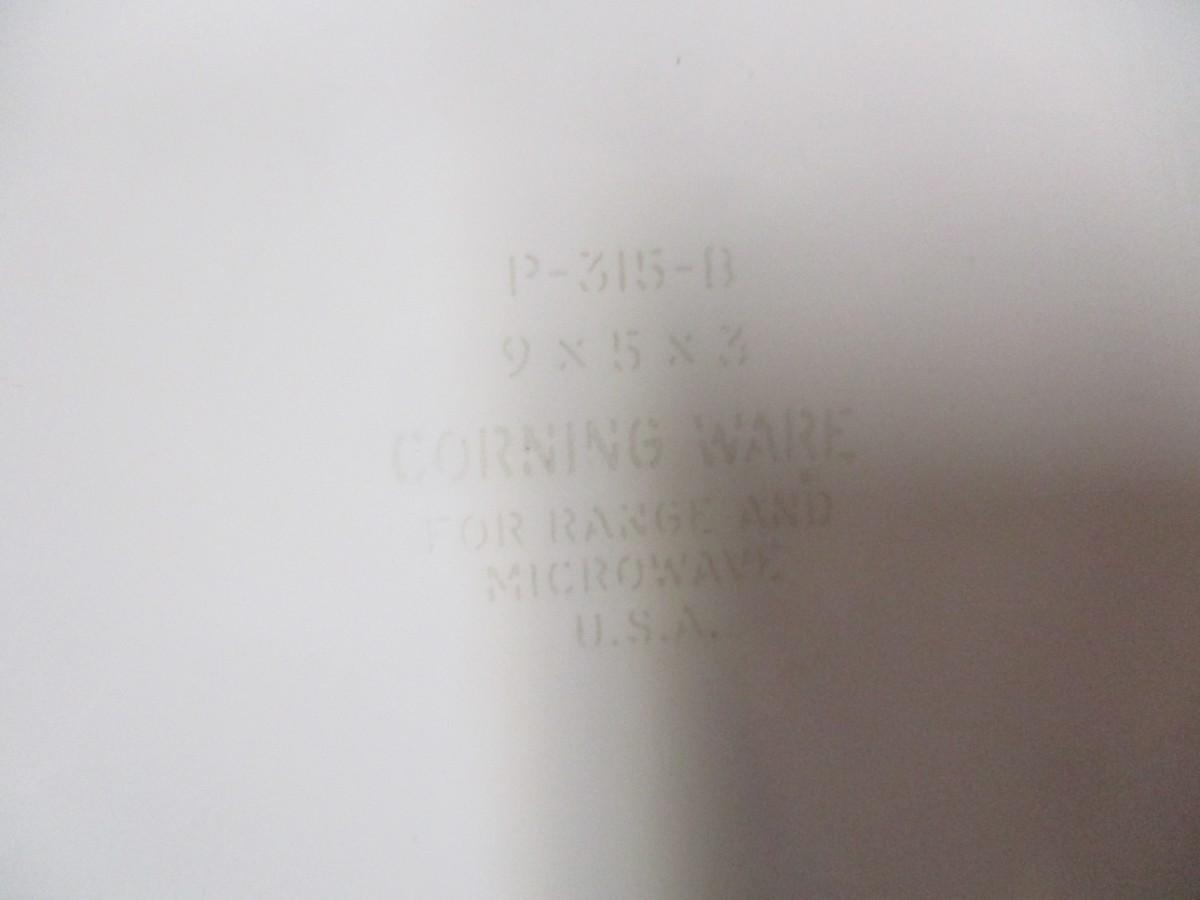 P-315-B
9 x 5 x 3
CORNING WARE
®
FOR RANGE AND
MICROWAVE
U.S.A.